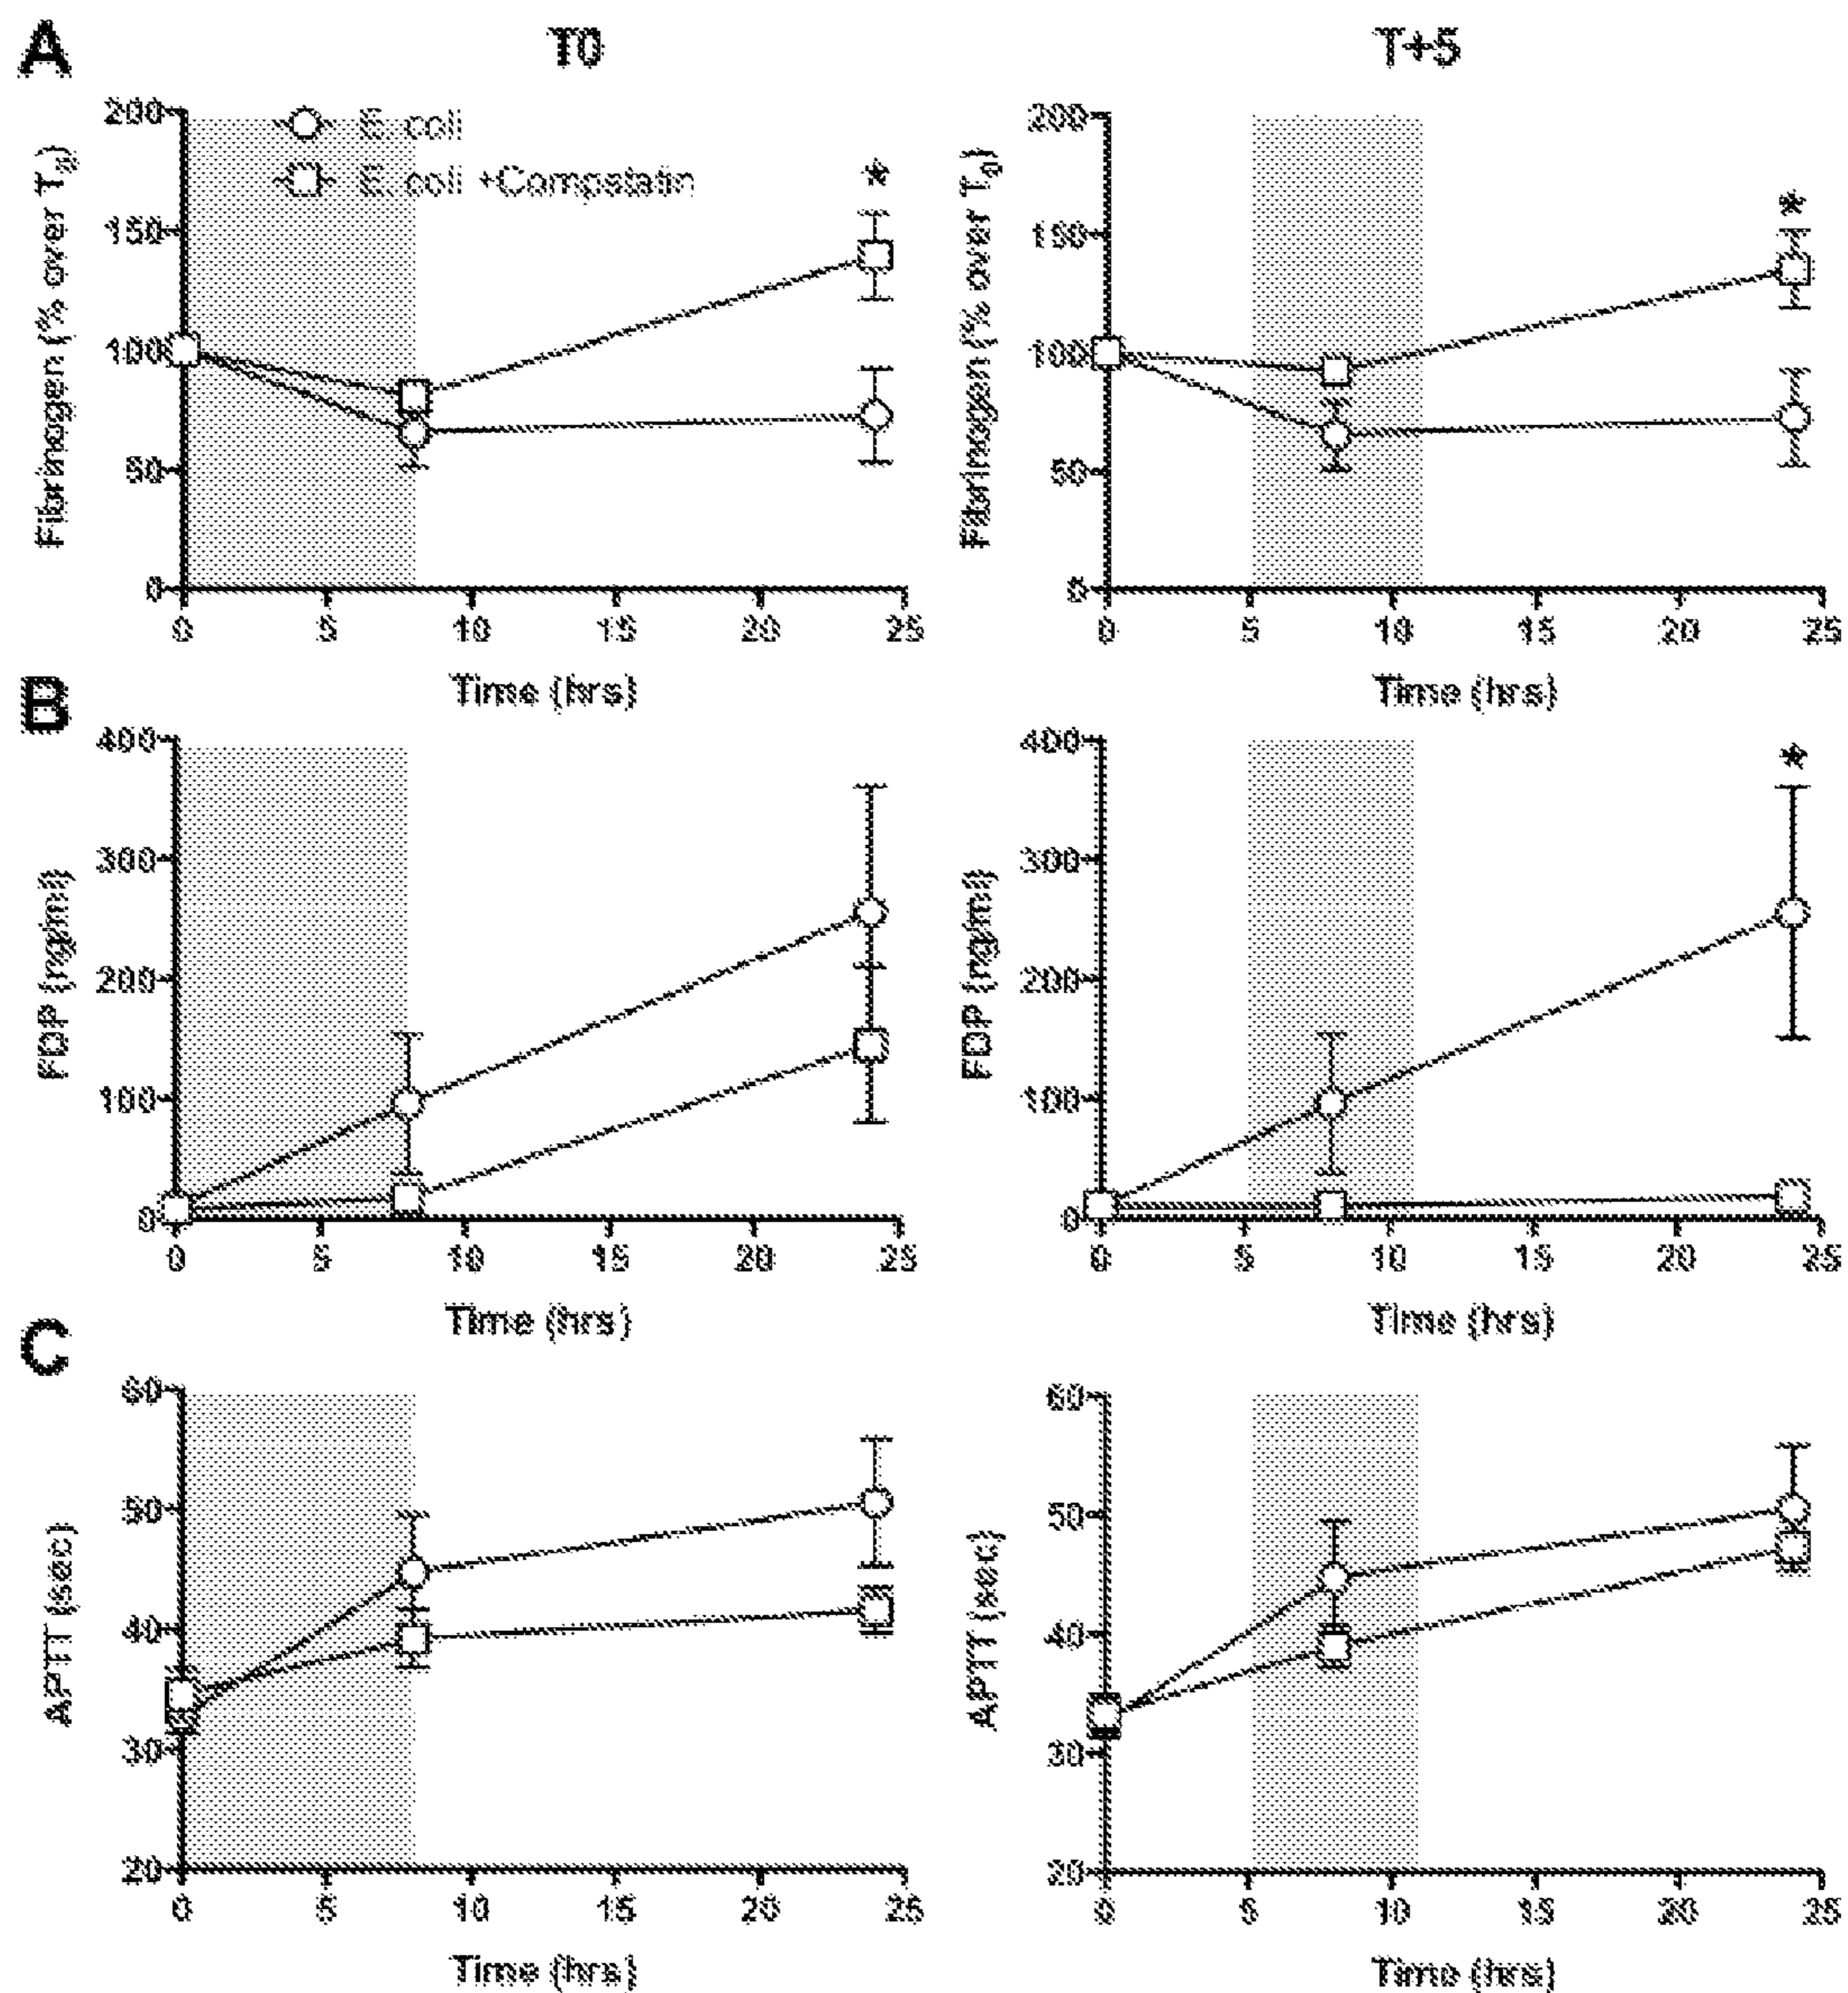 A
T0
T+5
Fibrinogen (% over T0)
200
150
100
50
0
E. coli
E. coli +Compstatin
*
0 5 10 15 20 25
Time (hrs)
Fibrinogen (% over T0)
200
150
100
50
0
*
0 5 10 15 20 25
Time (hrs)
B
FDP (ng/ml)
400
300
200
100
0
0 5 10 15 20 25
Time (hrs)
FDP (ng/ml)
400
300
200
100
0
*
0 5 10 15 20 25
Time (hrs)
C
APTT (sec)
60
50
40
30
20
0 5 10 15 20 25
Time (hrs)
APTT (sec)
60
50
40
30
20
0 5 10 15 20 25
Time (hrs)